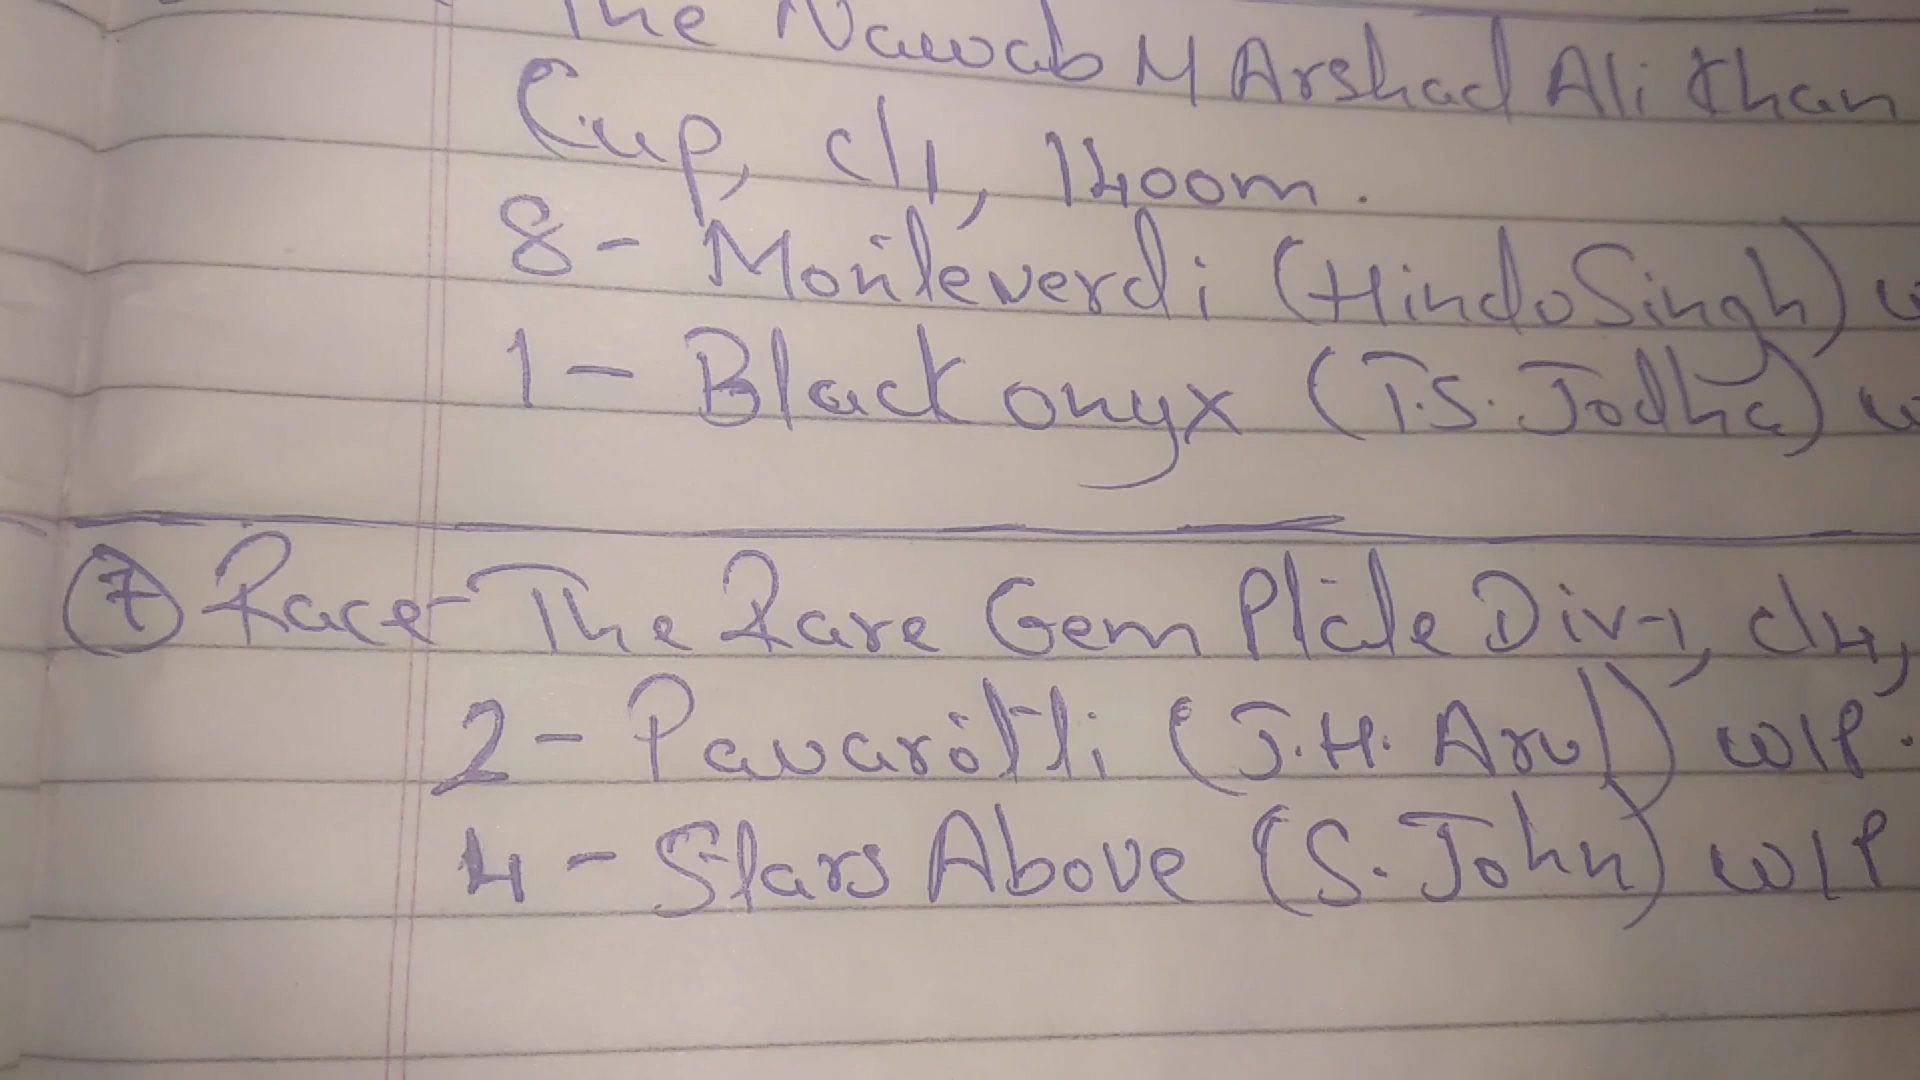 The Nawab M Arshad Ali Khan
Cup, cl1, 1400m.
8- Monteverdi (Hindo Singh) w
1- Black onyx (T.S. Jodha) w
7 Race- The Rare Gem Plate Div-1, cl4,
2- Pavarotti (J.H. Arul) w/P.
4- Stars Above (S. John) w/P